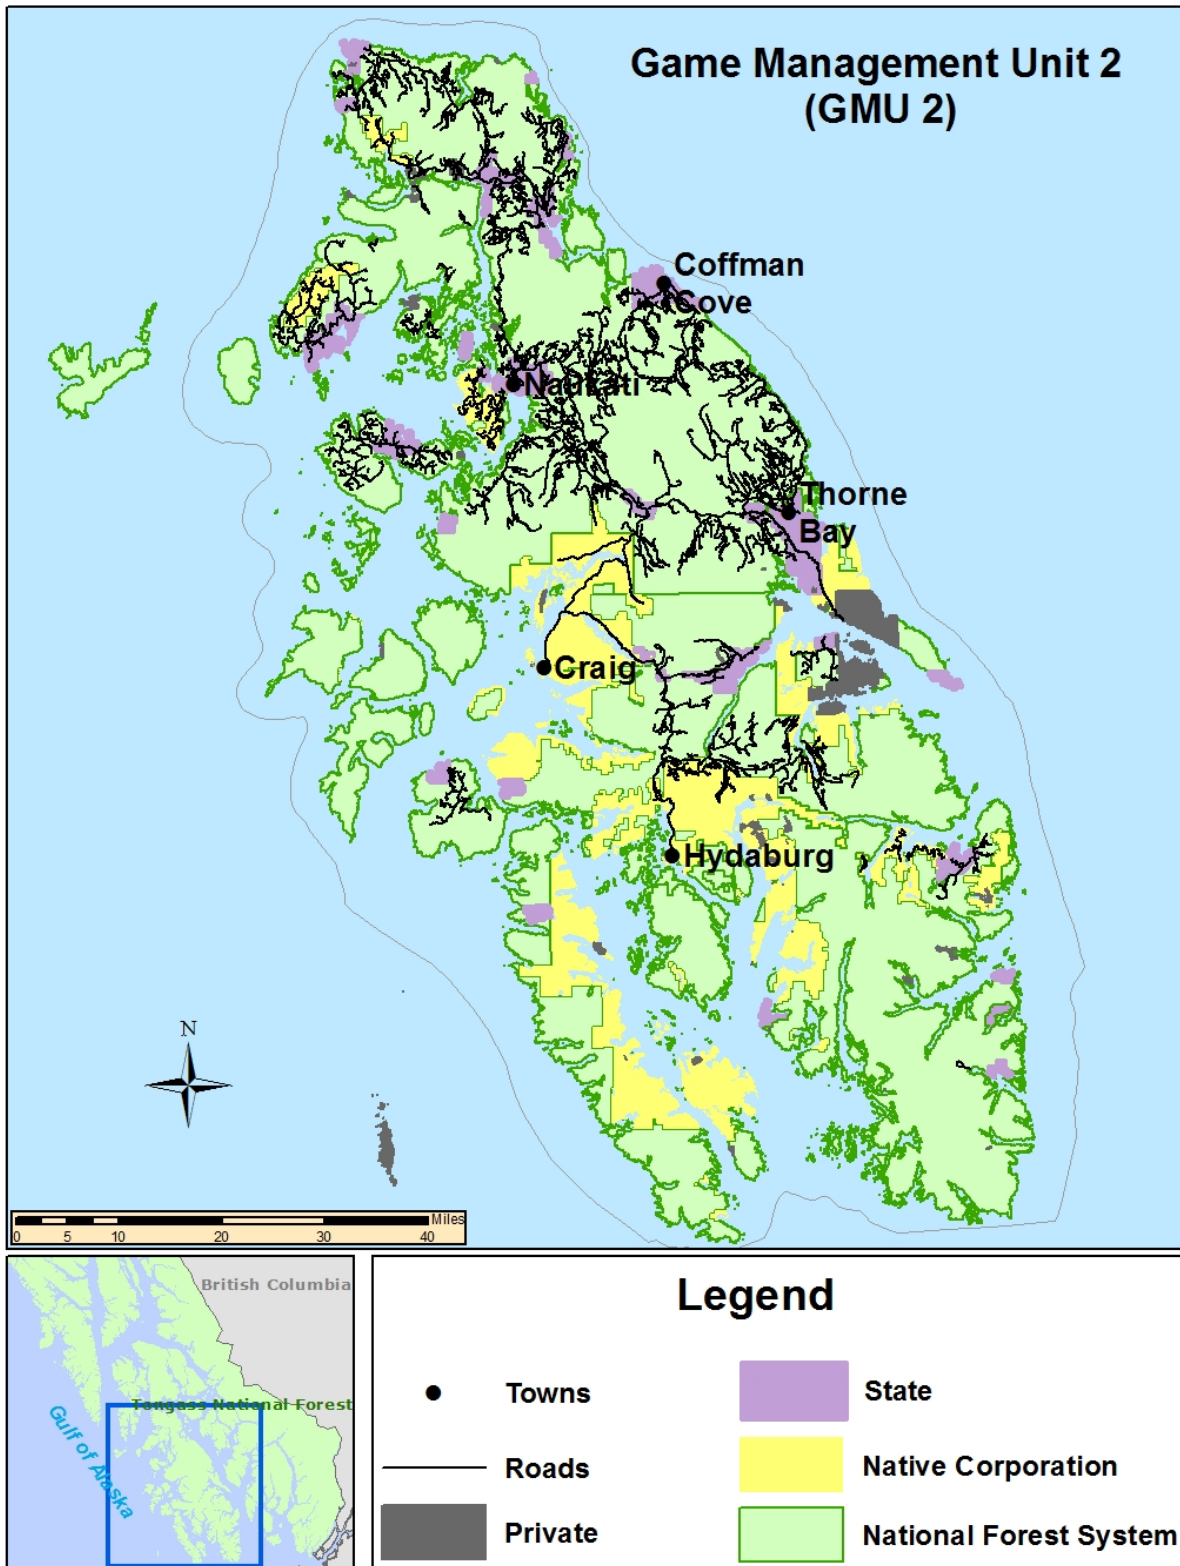 Game Management Unit 2
(GMU 2)
Coffman
Cove
Naukati
Thorne
Bay
Craig
Hydaburg
N
Miles
0 5 10 20 30 40
British Columbia
Tongass National Forest
Gulf of Alaska
Legend
Towns
State
Roads
Native Corporation
Private
National Forest System